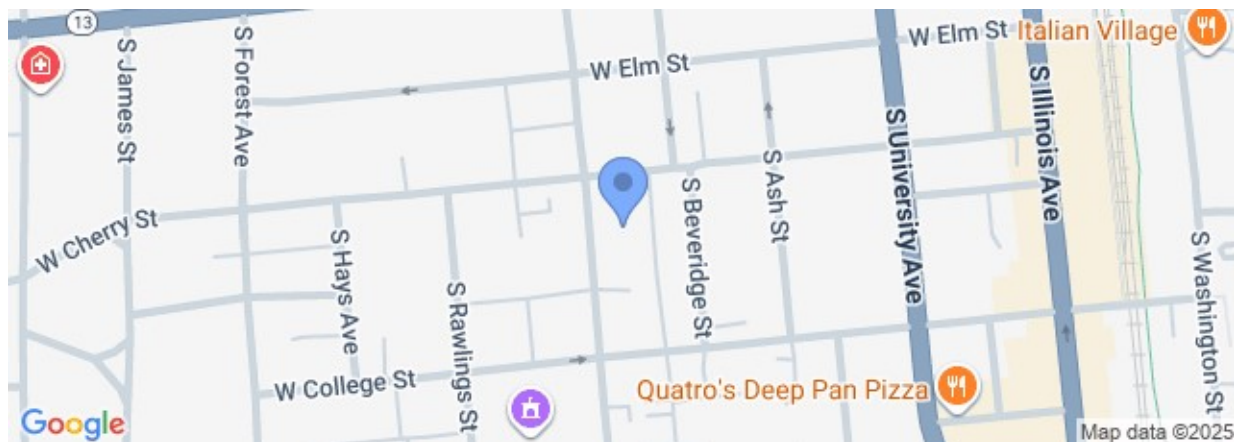 13
S James St
S Forest Ave
W Elm St
W Elm St
Italian Village
S Illinois Ave
S University Ave
S Ash St
S Beveridge St
W Cherry St
S Hays Ave
S Rawlings St
S Washington St
W College St
Quatro's Deep Pan Pizza
Google
Map data ©2025